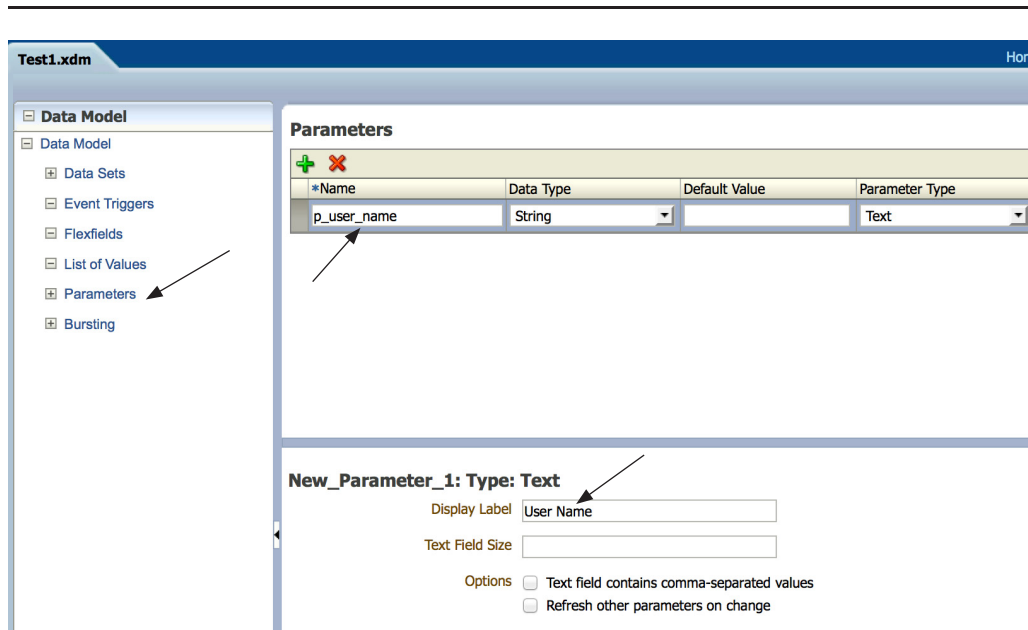 Test1.xdm
Data Model
Data Model
Data Sets
Event Triggers
Flexfields
List of Values
Parameters
Bursting
Parameters
*Name Data Type Default Value Parameter Type
p_user_name String Text
New_Parameter_1: Type: Text
Display Label User Name
Text Field Size
Options Text field contains comma-separated values
Refresh other parameters on change